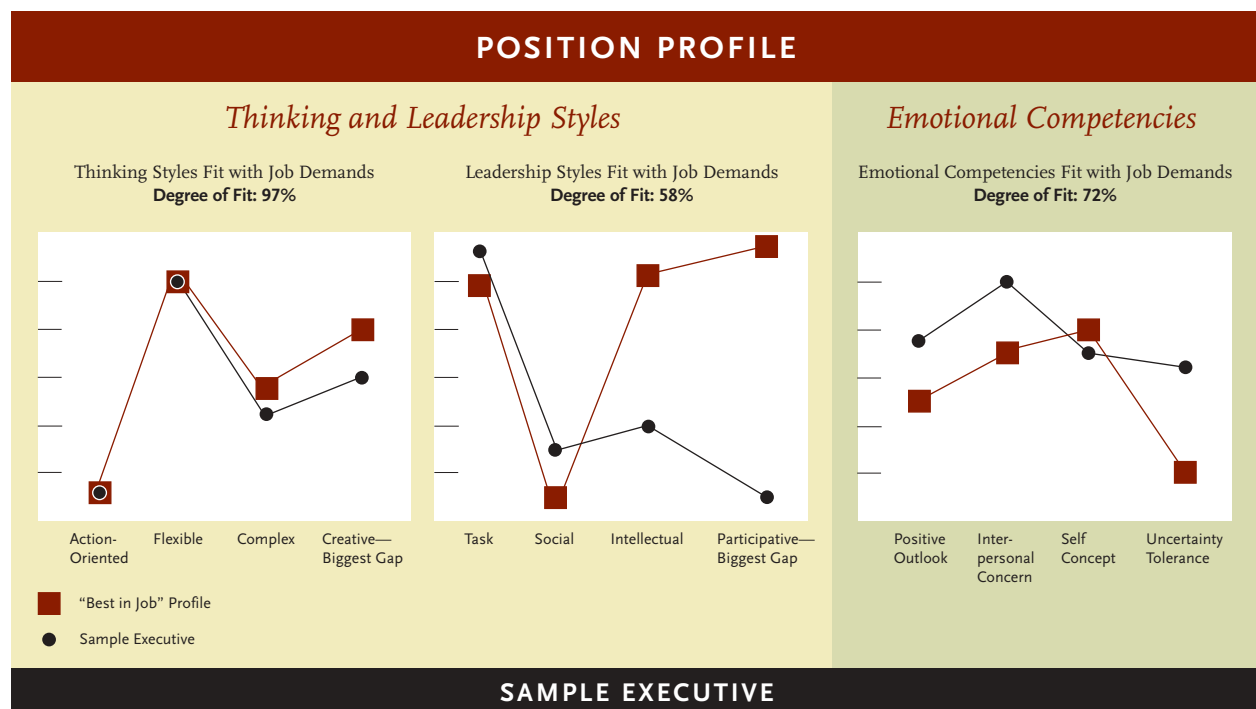 POSITION PROFILE
Thinking and Leadership Styles
Thinking Styles Fit with Job Demands
Degree of Fit: 97%
Leadership Styles Fit with Job Demands
Degree of Fit: 58%
Action-
Oriented
Flexible
Complex
Creative—
Biggest Gap
Task
Social
Intellectual
Participative—
Biggest Gap
"Best in Job" Profile
Sample Executive
Emotional Competencies
Emotional Competencies Fit with Job Demands
Degree of Fit: 72%
Positive
Outlook
Inter-
personal
Concern
Self
Concept
Uncertainty
Tolerance
SAMPLE EXECUTIVE